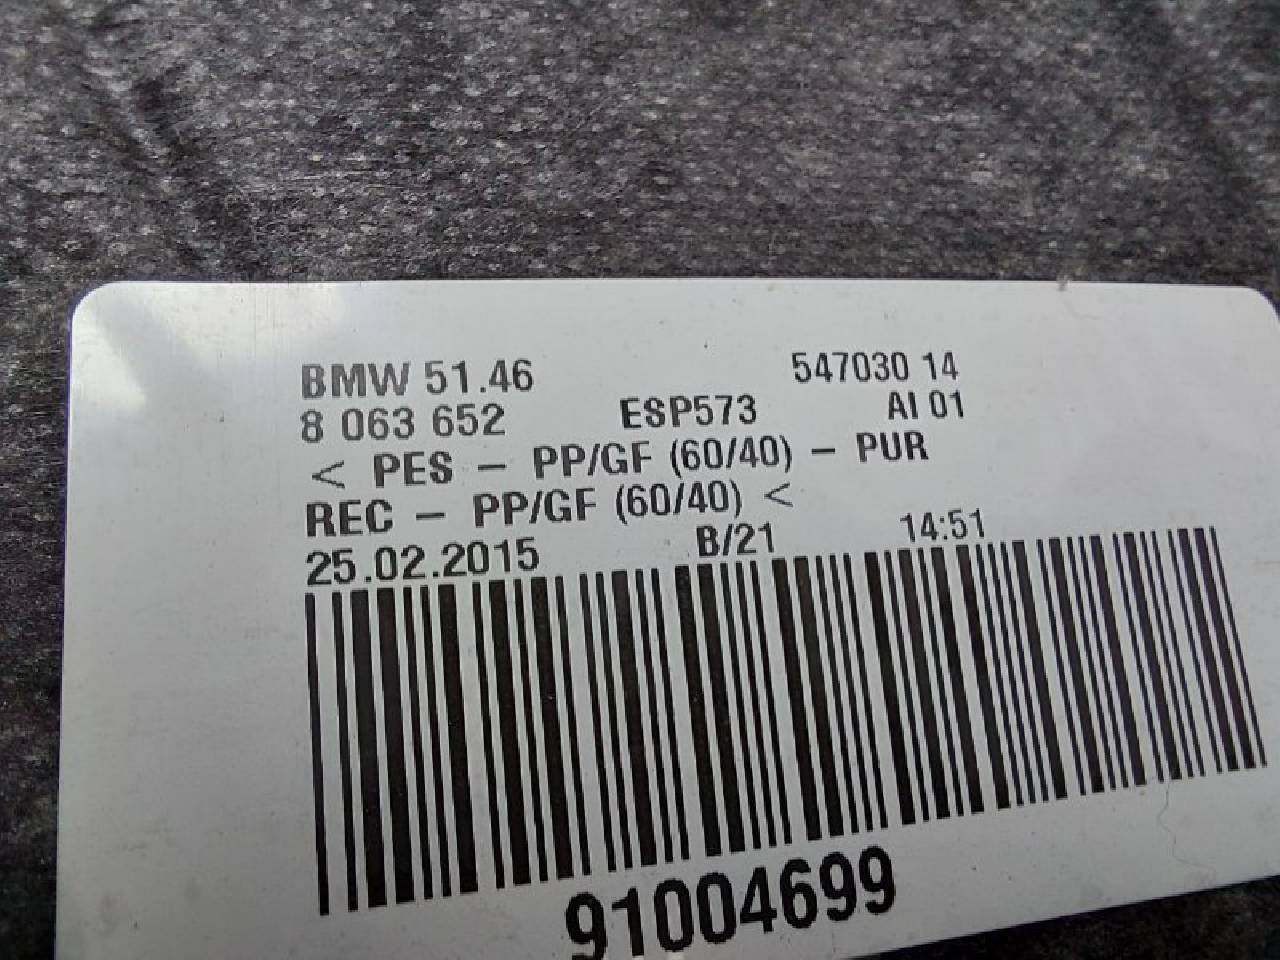 BMW 51.46 547030 14
8 063 652 ESP573 AI 01
< PES – PP/GF (60/40) – PUR
REC – PP/GF (60/40) <
25.02.2015 B/21 14:51
91004699